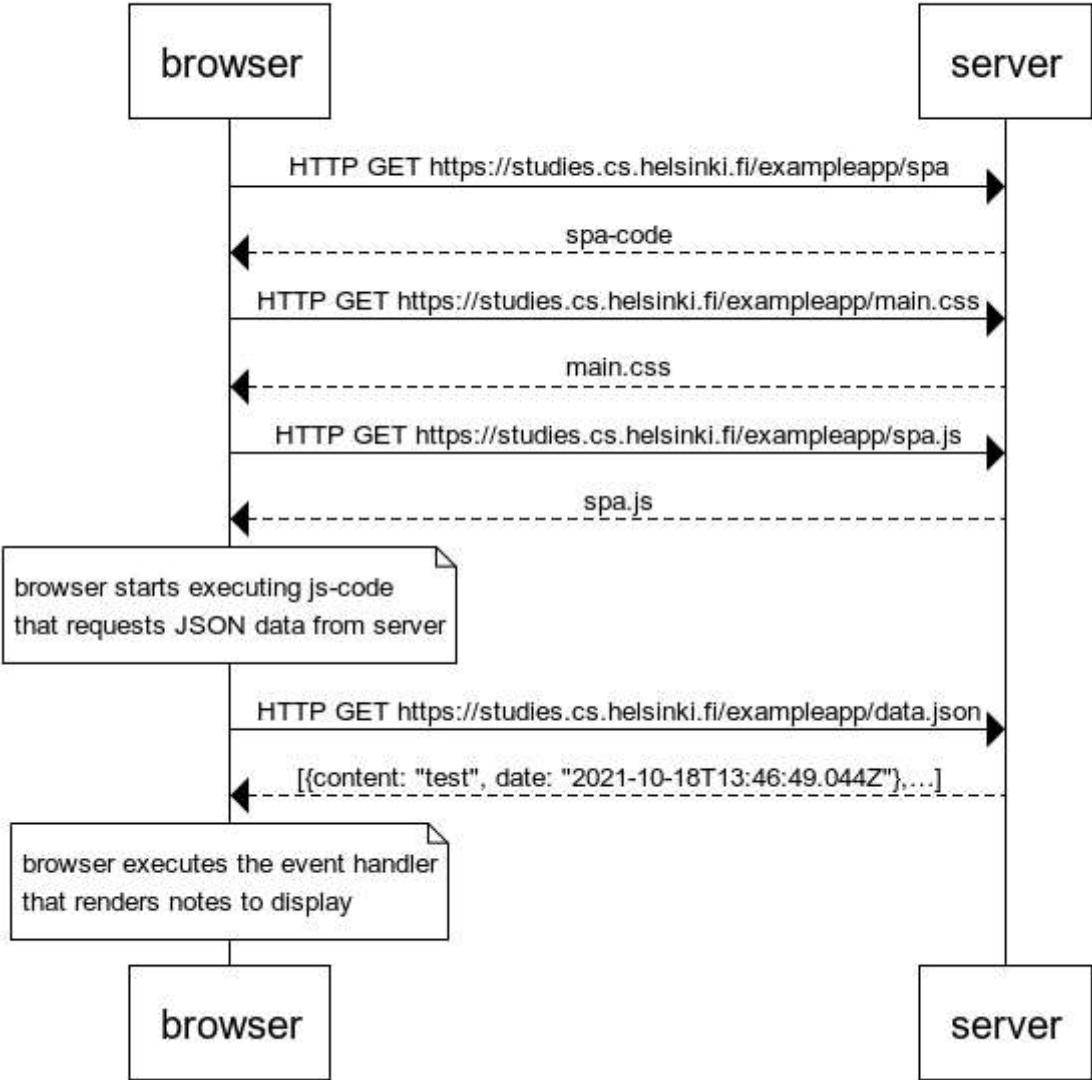 browser
server
HTTP GET https://studies.cs.helsinki.fi/exampleapp/spa
spa-code
HTTP GET https://studies.cs.helsinki.fi/exampleapp/main.css
main.css
HTTP GET https://studies.cs.helsinki.fi/exampleapp/spa.js
spa.js
browser starts executing js-code
that requests JSON data from server
HTTP GET https://studies.cs.helsinki.fi/exampleapp/data.json
[{content: "test", date: "2021-10-18T13:46:49.044Z"},…]
browser executes the event handler
that renders notes to display
browser
server